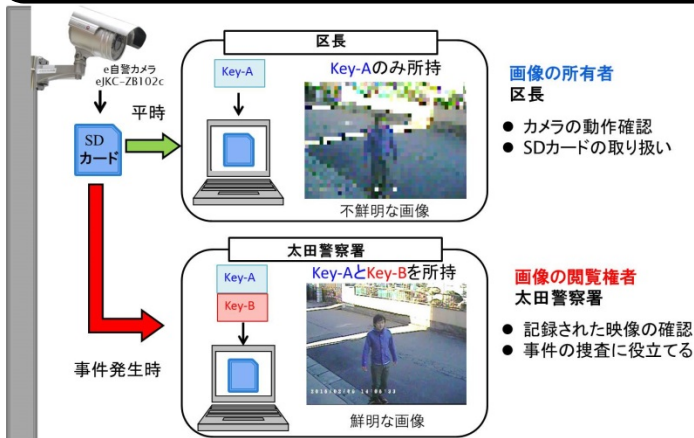 e自警カメラ
eJKC-ZB102c
SD
カード
平時
事件発生時
区長
Key-A
Key-Aのみ所持
不鮮明な画像
画像の所有者
区長
● カメラの動作確認
● SDカードの取り扱い
太田警察署
Key-A
Key-B
Key-AとKey-Bを所持
鮮明な画像
画像の閲覧権者
太田警察署
● 記録された映像の確認
● 事件の捜査に役立てる